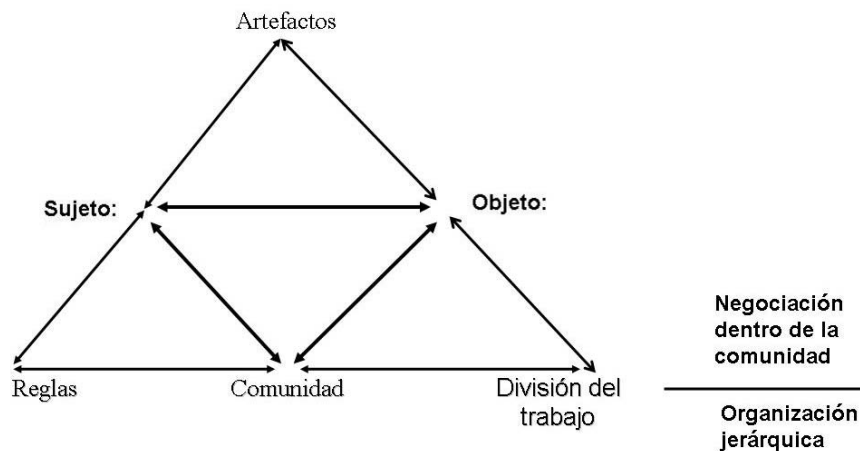 Artefactos
Sujeto:
Objeto:
Negociación
dentro de la
comunidad
Reglas
Comunidad
División del
trabajo
Organización
jerárquica